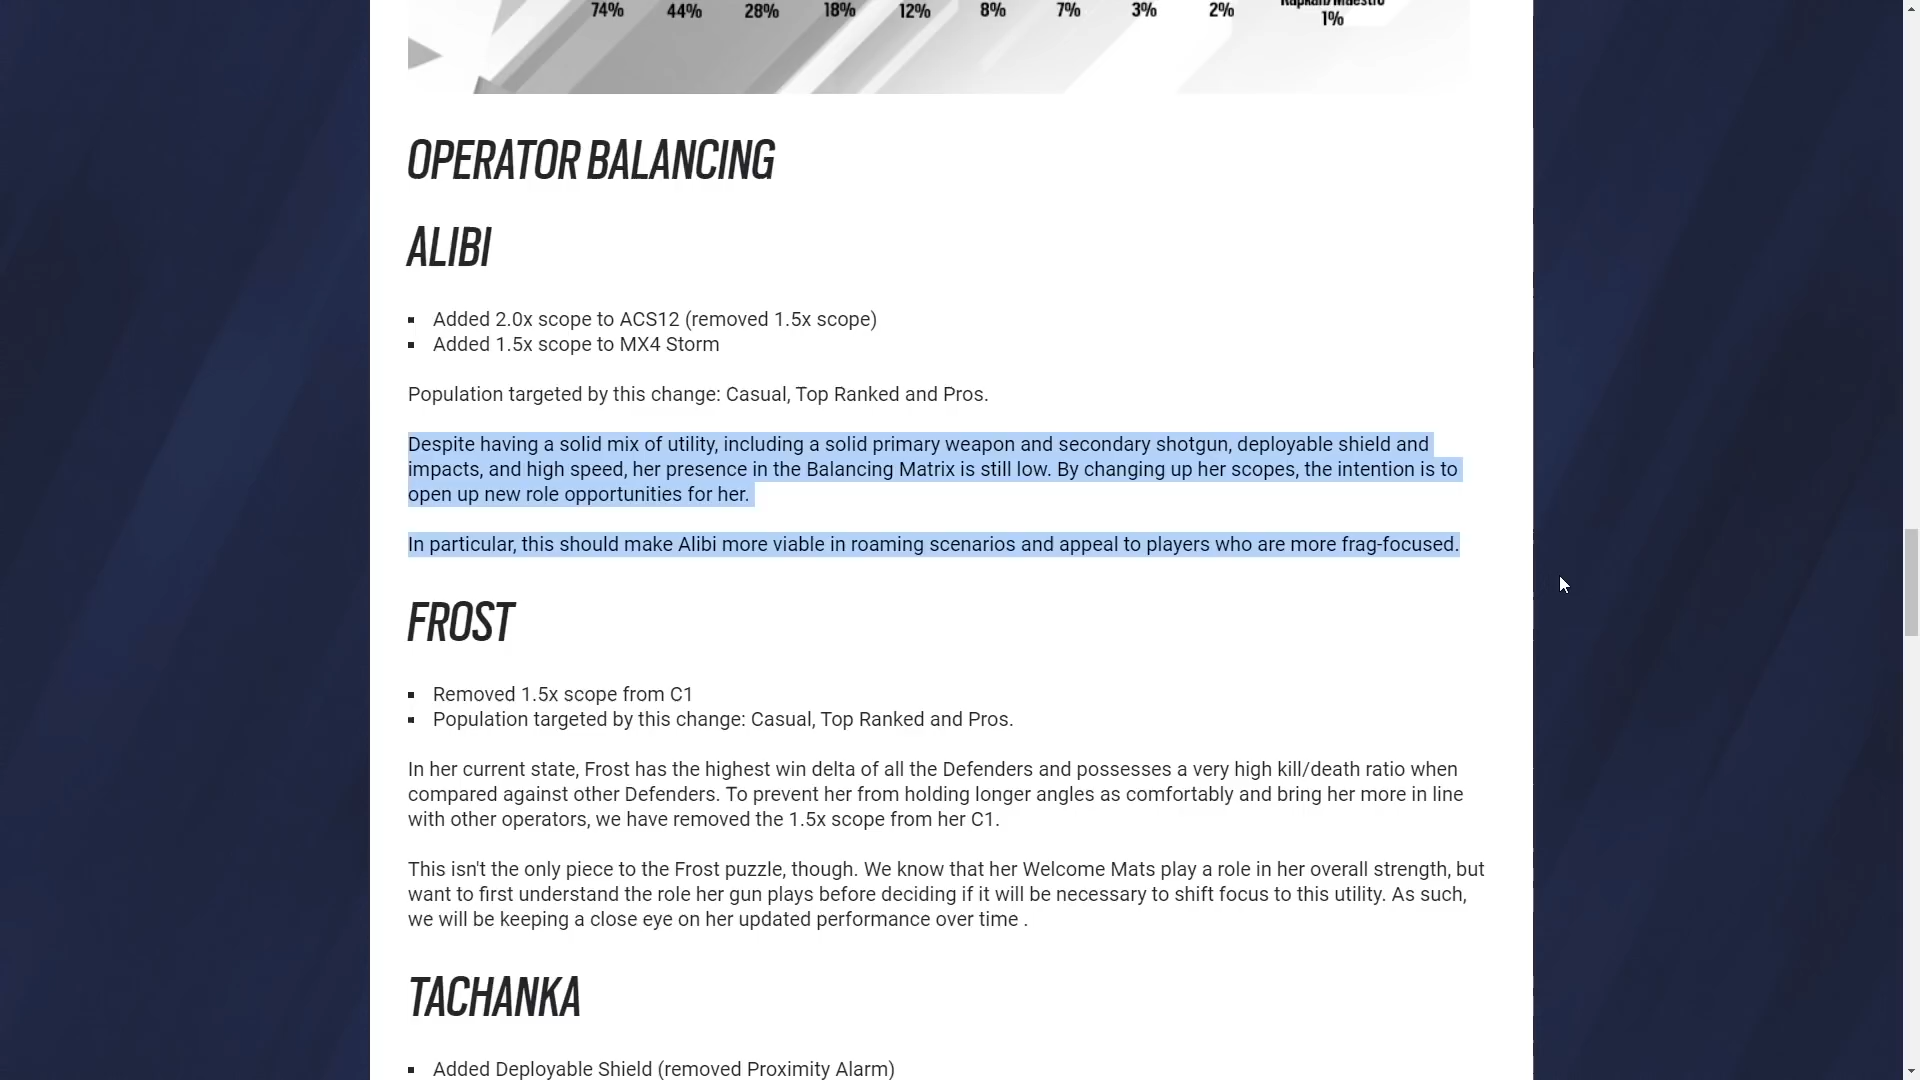 74% 44% 28% 18% 12% 8% 7% 3% 2% Kapkan/Maestro
1%
OPERATOR BALANCING
ALIBI
▪ Added 2.0x scope to ACS12 (removed 1.5x scope)
▪ Added 1.5x scope to MX4 Storm
Population targeted by this change: Casual, Top Ranked and Pros.
Despite having a solid mix of utility, including a solid primary weapon and secondary shotgun, deployable shield and
impacts, and high speed, her presence in the Balancing Matrix is still low. By changing up her scopes, the intention is to
open up new role opportunities for her.
In particular, this should make Alibi more viable in roaming scenarios and appeal to players who are more frag-focused.
FROST
▪ Removed 1.5x scope from C1
▪ Population targeted by this change: Casual, Top Ranked and Pros.
In her current state, Frost has the highest win delta of all the Defenders and possesses a very high kill/death ratio when
compared against other Defenders. To prevent her from holding longer angles as comfortably and bring her more in line
with other operators, we have removed the 1.5x scope from her C1.
This isn't the only piece to the Frost puzzle, though. We know that her Welcome Mats play a role in her overall strength, but
want to first understand the role her gun plays before deciding if it will be necessary to shift focus to this utility. As such,
we will be keeping a close eye on her updated performance over time .
TACHANKA
▪ Added Deployable Shield (removed Proximity Alarm)